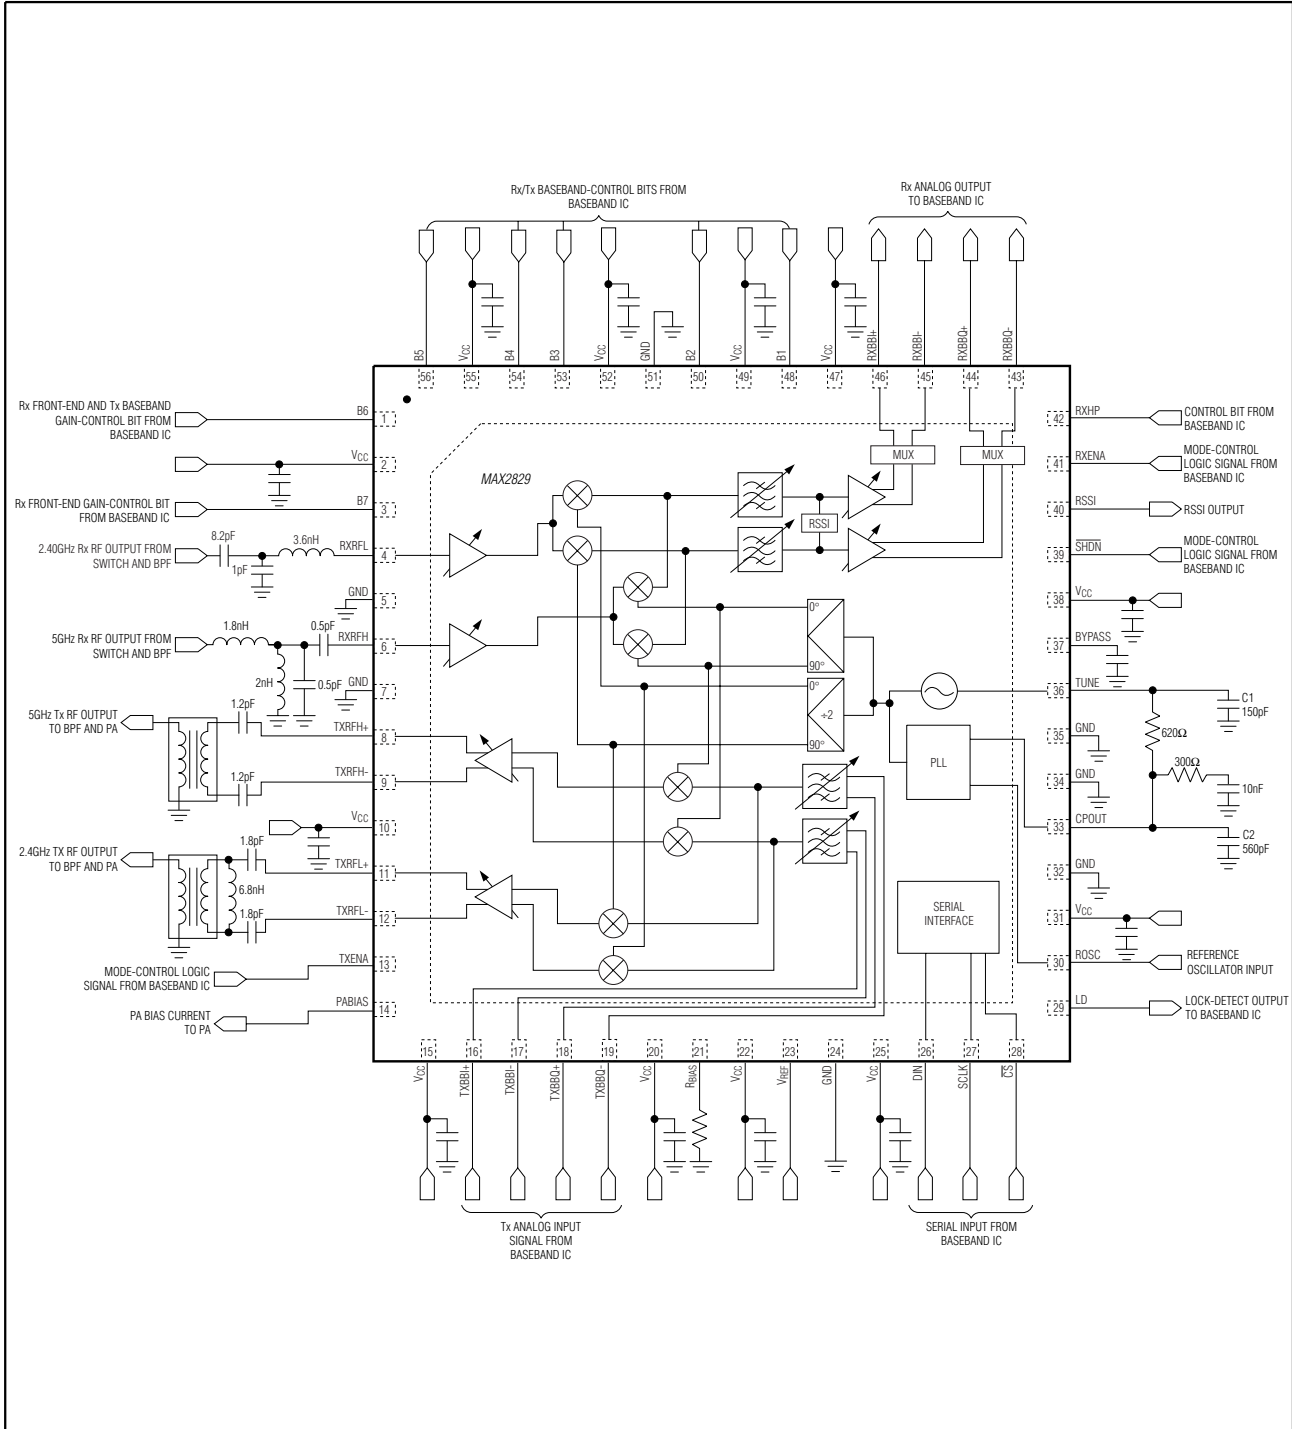 Rx/Tx BASEBAND-CONTROL BITS FROM
BASEBAND IC
Rx ANALOG OUTPUT
TO BASEBAND IC
B5
VCC
B4
B3
VCC
GND
B2
VCC
B1
VCC
RXBBI+
RXBBI-
RXBBQ+
RXBBQ-
56
55
54
53
52
51
50
49
48
47
46
45
44
43
Rx FRONT-END AND Tx BASEBAND
GAIN-CONTROL BIT FROM
BASEBAND IC
B6
1
VCC
2
Rx FRONT-END GAIN-CONTROL BIT
FROM BASEBAND IC
B7
3
2.40GHz Rx RF OUTPUT FROM
SWITCH AND BPF
8.2pF
1pF
3.6nH
RXRFL
4
GND
5
5GHz Rx RF OUTPUT FROM
SWITCH AND BPF
1.8nH
2nH
0.5pF
0.5pF
RXRFH
6
GND
7
5GHz Tx RF OUTPUT
TO BPF AND PA
1.2pF
TXRFH+
8
1.2pF
TXRFH-
9
VCC
10
2.4GHz TX RF OUTPUT
TO BPF AND PA
1.8pF
6.8nH
1.8pF
TXRFL+
11
TXRFL-
12
MODE-CONTROL LOGIC
SIGNAL FROM BASEBAND IC
TXENA
13
PA BIAS CURRENT
TO PA
PABIAS
14
MAX2829
MUX
MUX
RSSI
0°
90°
0°
÷2
90°
PLL
SERIAL
INTERFACE
42
RXHP
CONTROL BIT FROM
BASEBAND IC
41
RXENA
MODE-CONTROL
LOGIC SIGNAL FROM
BASEBAND IC
40
RSSI
RSSI OUTPUT
39
SHDN
MODE-CONTROL
LOGIC SIGNAL FROM
BASEBAND IC
38
VCC
37
BYPASS
36
TUNE
C1
150pF
620Ω
35
GND
300Ω
34
GND
10nF
33
CPOUT
C2
560pF
32
GND
31
VCC
30
ROSC
REFERENCE
OSCILLATOR INPUT
29
LD
LOCK-DETECT OUTPUT
TO BASEBAND IC
15
16
17
18
19
20
21
22
23
24
25
26
27
28
VCC
TXBBI+
TXBBI-
TXBBQ+
TXBBQ-
VCC
RBIAS
VCC
VREF
GND
VCC
DIN
SCLK
CS
Tx ANALOG INPUT
SIGNAL FROM
BASEBAND IC
SERIAL INPUT FROM
BASEBAND IC